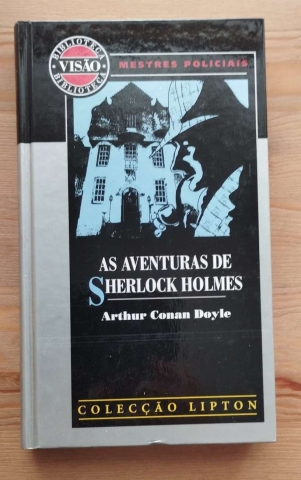 BIBLIOTECA
VISÃO
BIBLIOTECA
MESTRES POLICIAIS
AS AVENTURAS DE
SHERLOCK HOLMES
Arthur Conan Doyle
COLECÇÃO LIPTON